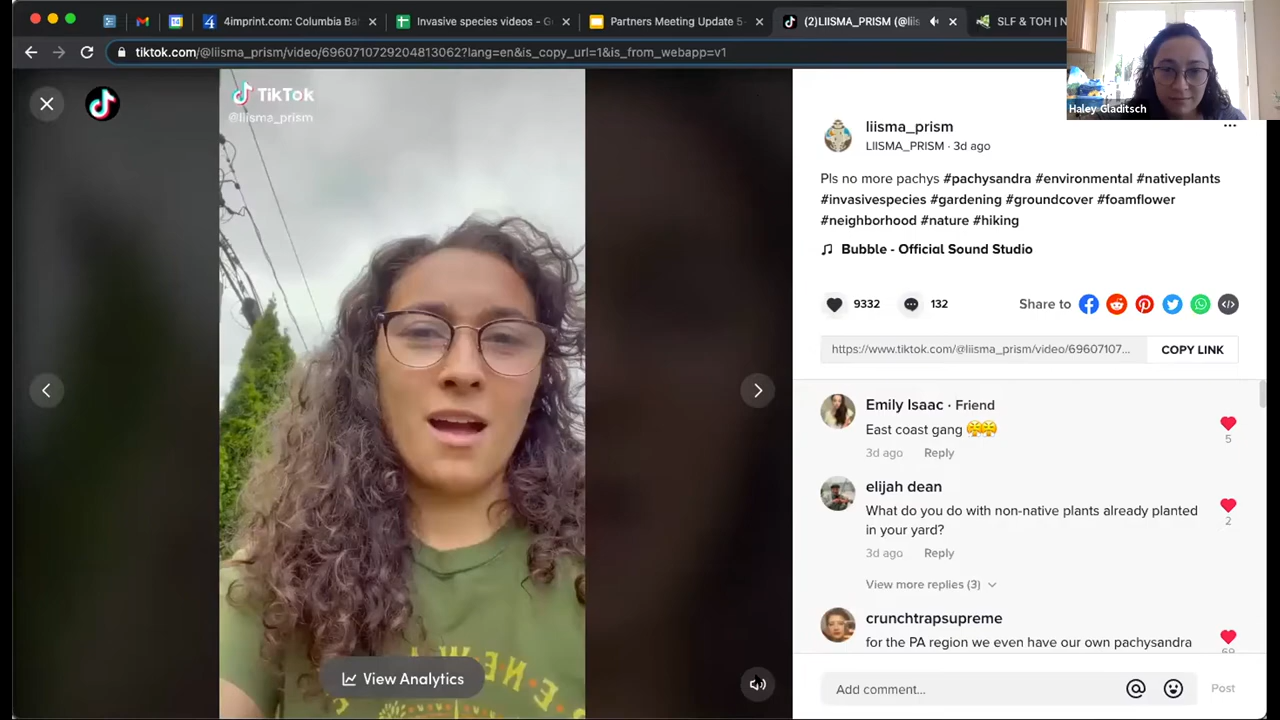 4imprint.com: Columbia Ba
Invasive species videos - G
Partners Meeting Update 5
(2)LIISMA_PRISM (@lii
SLF & TOH | N
tiktok.com/@liisma_prism/video/6960710729204813062?lang=en&is_copy_url=1&is_from_webapp=v1
Haley Gladitsch
TikTok
@liisma_prism
View Analytics
liisma_prism
LIISMA_PRISM · 3d ago
Pls no more pachys #pachysandra #environmental #nativeplants
#invasivespecies #gardening #groundcover #foamflower
#neighborhood #nature #hiking
Bubble - Official Sound Studio
9332
132
Share to
https://www.tiktok.com/@liisma_prism/video/69607107...
COPY LINK
Emily Isaac · Friend
East coast gang
3d ago Reply
5
elijah dean
What do you do with non-native plants already planted
in your yard?
3d ago Reply
2
View more replies (3)
crunchtrapsupreme
for the PA region we even have our own pachysandra
Add comment...
Post